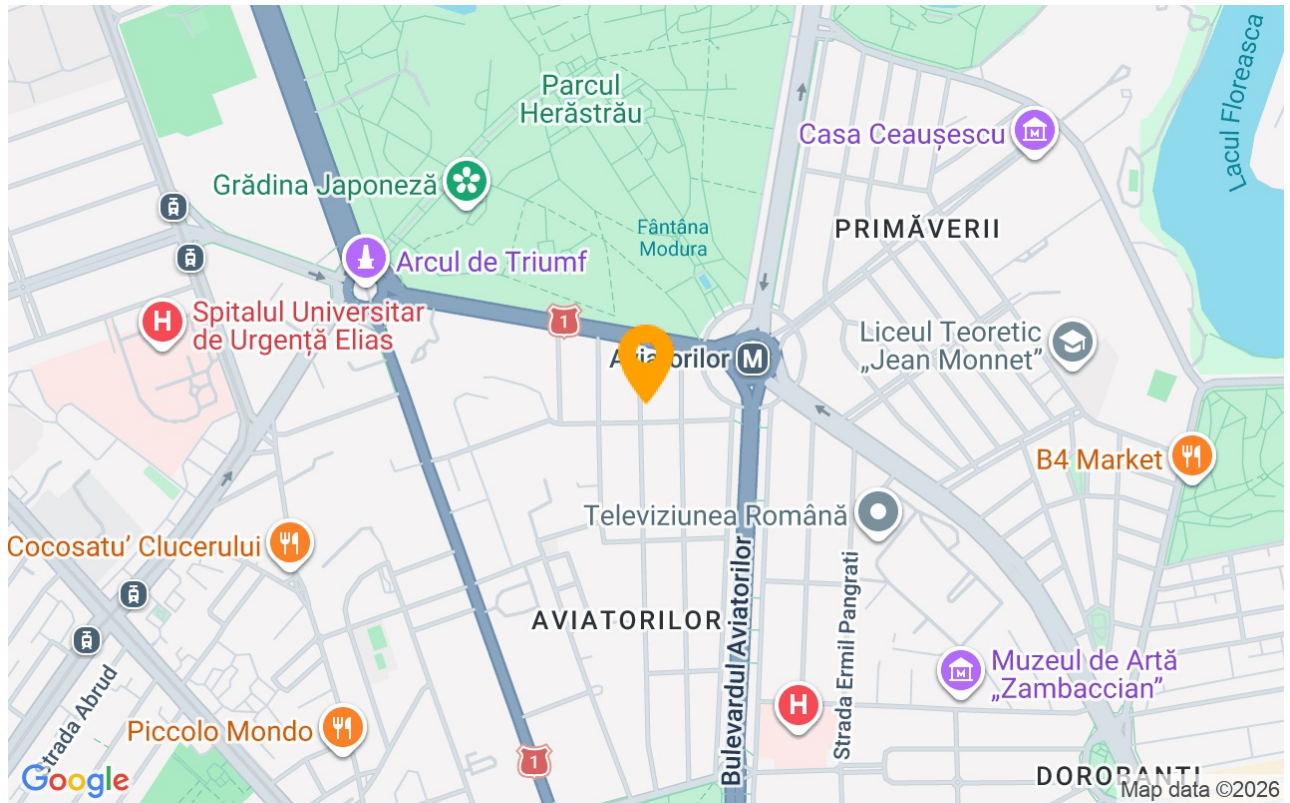 Parcul
Herăstrău
Casa Ceaușescu
Lacul Floreasca
Grădina Japoneză
Fântâna
Modura
PRIMĂVERII
Arcul de Triumf
H
Spitalul Universitar
de Urgență Elias
1
Aviatorilor
M
Liceul Teoretic
„Jean Monnet”
B4 Market
Televiziunea Română
Cocosatu’ Clucerului
AVIATORILOR
Bulevardul Aviatorilor
Strada Ermil Pangrati
Strada Abrud
Muzeul de Artă
„Zambaccian”
H
Piccolo Mondo
1
DOROBANȚI
Google
Map data ©2026